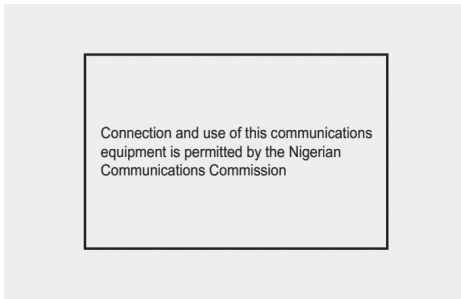 Connection and use of this communications
equipment is permitted by the Nigerian
Communications Commission